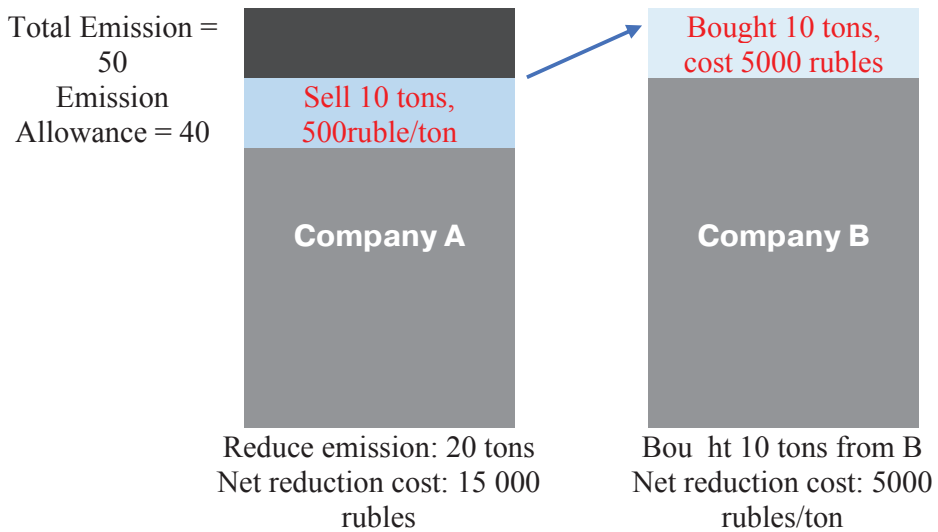 Total Emission =
50
Emission
Allowance = 40
Sell 10 tons,
500ruble/ton
Company A
Reduce emission: 20 tons
Net reduction cost: 15 000
rubles
Bought 10 tons,
cost 5000 rubles
Company B
Bou ht 10 tons from B
Net reduction cost: 5000
rubles/ton